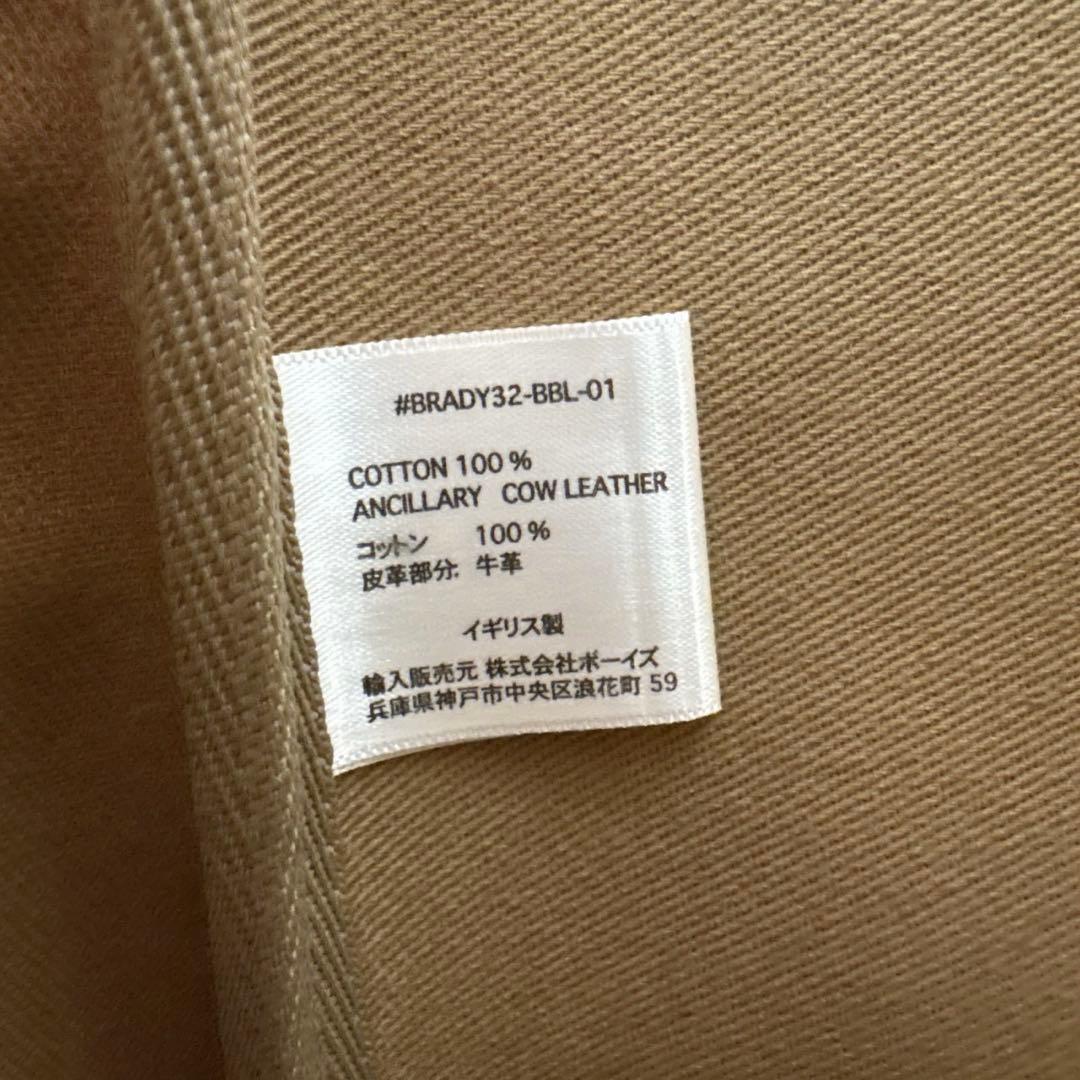 #BRADY32-BBL-01
COTTON 100%
ANCILLARY COW LEATHER
コットン 100%
皮革部分. 牛革
イギリス製
輸入販売元 株式会社ボーイズ
兵庫県神戸市中央区浪花町 59